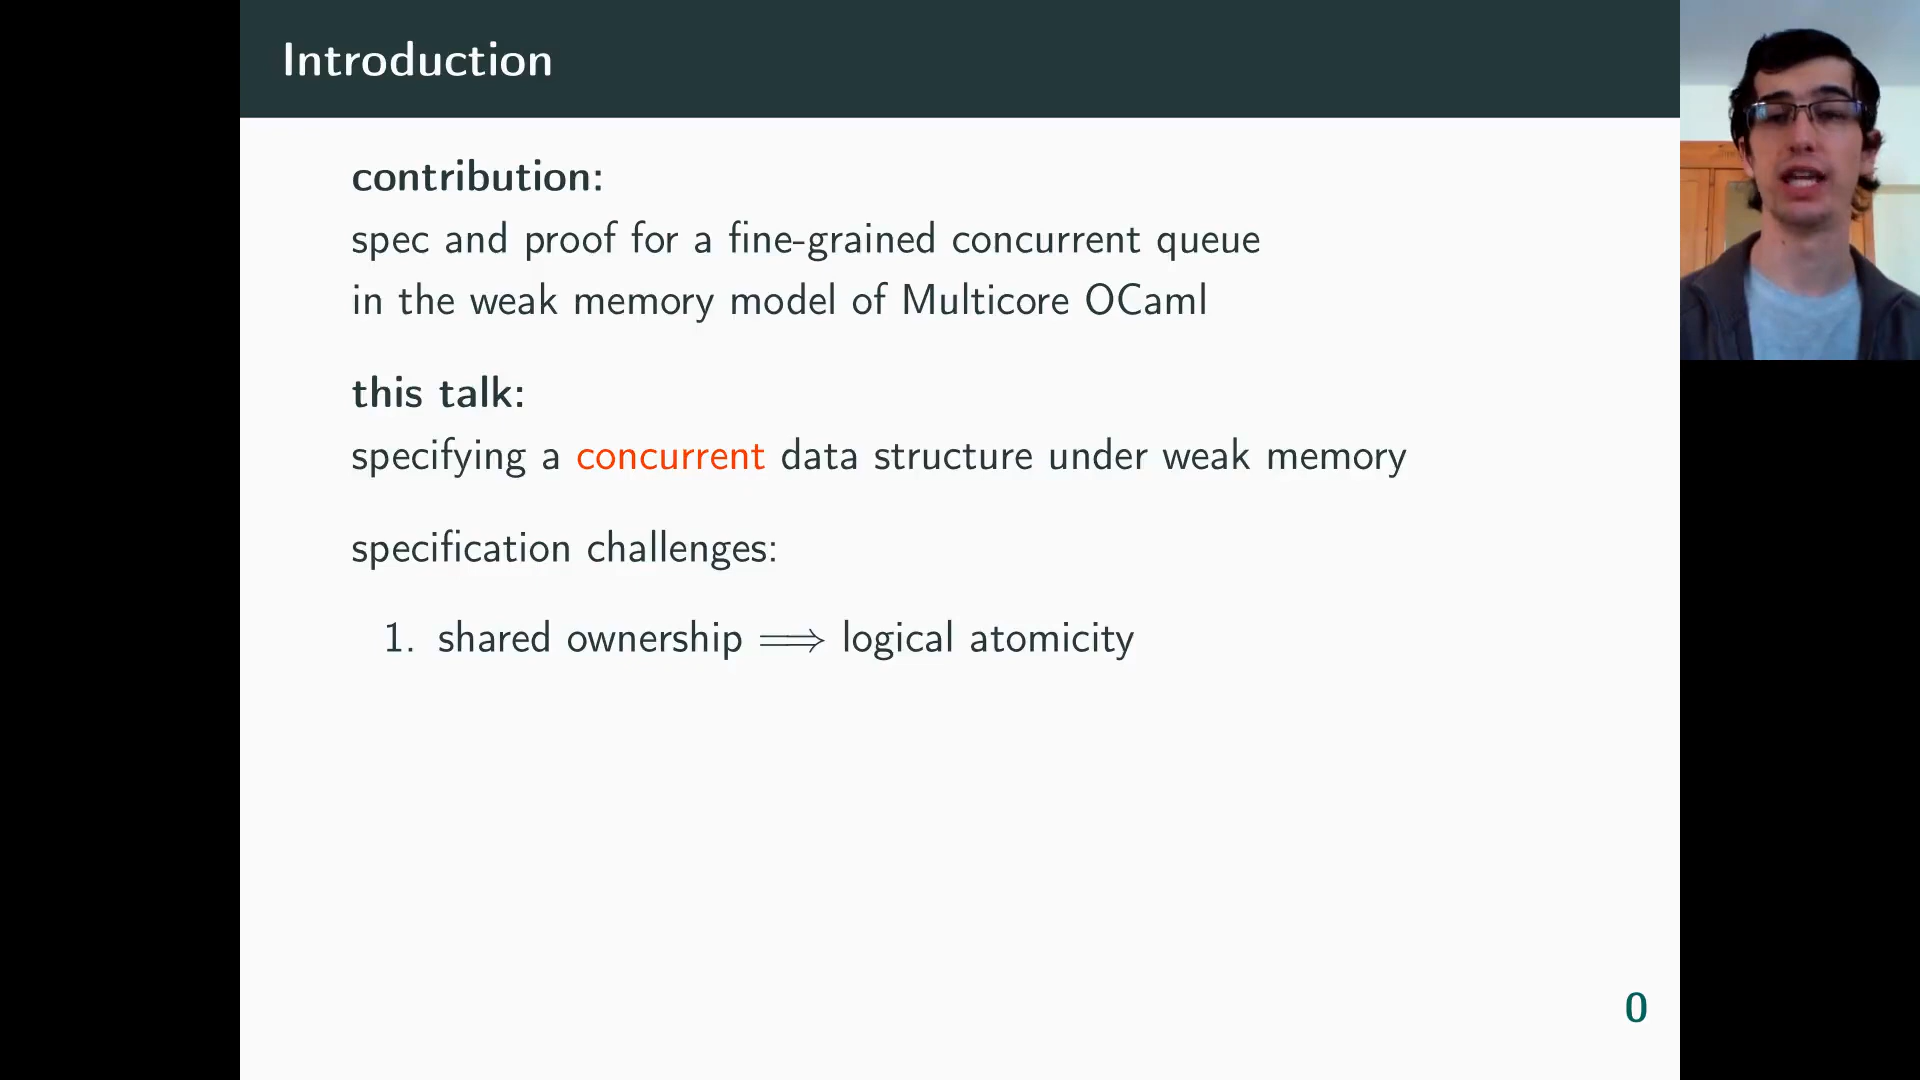 Introduction
contribution:
spec and proof for a fine-grained concurrent queue
in the weak memory model of Multicore OCaml
this talk:
specifying a concurrent data structure under weak memory
specification challenges:
1. shared ownership ⟹ logical atomicity
0